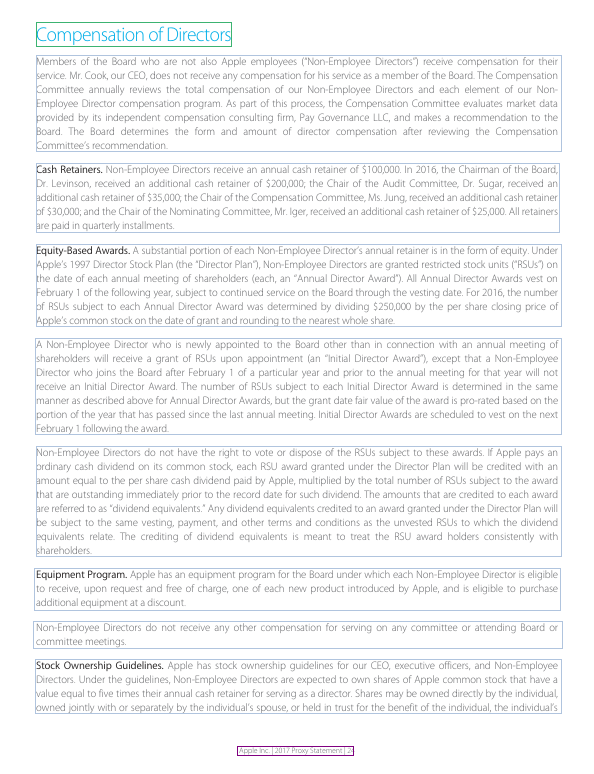 Compensation of Directors
Members of the Board who are not also Apple employees (“Non-Employee Directors”) receive compensation for their
service. Mr. Cook, our CEO, does not receive any compensation for his service as a member of the Board. The Compensation
Committee annually reviews the total compensation of our Non-Employee Directors and each element of our Non-
Employee Director compensation program. As part of this process, the Compensation Committee evaluates market data
provided by its independent compensation consulting firm, Pay Governance LLC, and makes a recommendation to the
Board. The Board determines the form and amount of director compensation after reviewing the Compensation
Committee’s recommendation.
Cash Retainers. Non-Employee Directors receive an annual cash retainer of $100,000. In 2016, the Chairman of the Board,
Dr. Levinson, received an additional cash retainer of $200,000; the Chair of the Audit Committee, Dr. Sugar, received an
additional cash retainer of $35,000; the Chair of the Compensation Committee, Ms. Jung, received an additional cash retainer
of $30,000; and the Chair of the Nominating Committee, Mr. Iger, received an additional cash retainer of $25,000. All retainers
are paid in quarterly installments.
Equity-Based Awards. A substantial portion of each Non-Employee Director’s annual retainer is in the form of equity. Under
Apple’s 1997 Director Stock Plan (the “Director Plan”), Non-Employee Directors are granted restricted stock units (“RSUs”) on
the date of each annual meeting of shareholders (each, an “Annual Director Award”). All Annual Director Awards vest on
February 1 of the following year, subject to continued service on the Board through the vesting date. For 2016, the number
of RSUs subject to each Annual Director Award was determined by dividing $250,000 by the per share closing price of
Apple’s common stock on the date of grant and rounding to the nearest whole share.
A Non-Employee Director who is newly appointed to the Board other than in connection with an annual meeting of
shareholders will receive a grant of RSUs upon appointment (an “Initial Director Award”), except that a Non-Employee
Director who joins the Board after February 1 of a particular year and prior to the annual meeting for that year will not
receive an Initial Director Award. The number of RSUs subject to each Initial Director Award is determined in the same
manner as described above for Annual Director Awards, but the grant date fair value of the award is pro-rated based on the
portion of the year that has passed since the last annual meeting. Initial Director Awards are scheduled to vest on the next
February 1 following the award.
Non-Employee Directors do not have the right to vote or dispose of the RSUs subject to these awards. If Apple pays an
ordinary cash dividend on its common stock, each RSU award granted under the Director Plan will be credited with an
amount equal to the per share cash dividend paid by Apple, multiplied by the total number of RSUs subject to the award
that are outstanding immediately prior to the record date for such dividend. The amounts that are credited to each award
are referred to as “dividend equivalents.” Any dividend equivalents credited to an award granted under the Director Plan will
be subject to the same vesting, payment, and other terms and conditions as the unvested RSUs to which the dividend
equivalents relate. The crediting of dividend equivalents is meant to treat the RSU award holders consistently with
shareholders.
Equipment Program. Apple has an equipment program for the Board under which each Non-Employee Director is eligible
to receive, upon request and free of charge, one of each new product introduced by Apple, and is eligible to purchase
additional equipment at a discount.
Non-Employee Directors do not receive any other compensation for serving on any committee or attending Board or
committee meetings.
Stock Ownership Guidelines. Apple has stock ownership guidelines for our CEO, executive officers, and Non-Employee
Directors. Under the guidelines, Non-Employee Directors are expected to own shares of Apple common stock that have a
value equal to five times their annual cash retainer for serving as a director. Shares may be owned directly by the individual,
owned jointly with or separately by the individual’s spouse, or held in trust for the benefit of the individual, the individual’s
Apple Inc. | 2017 Proxy Statement |